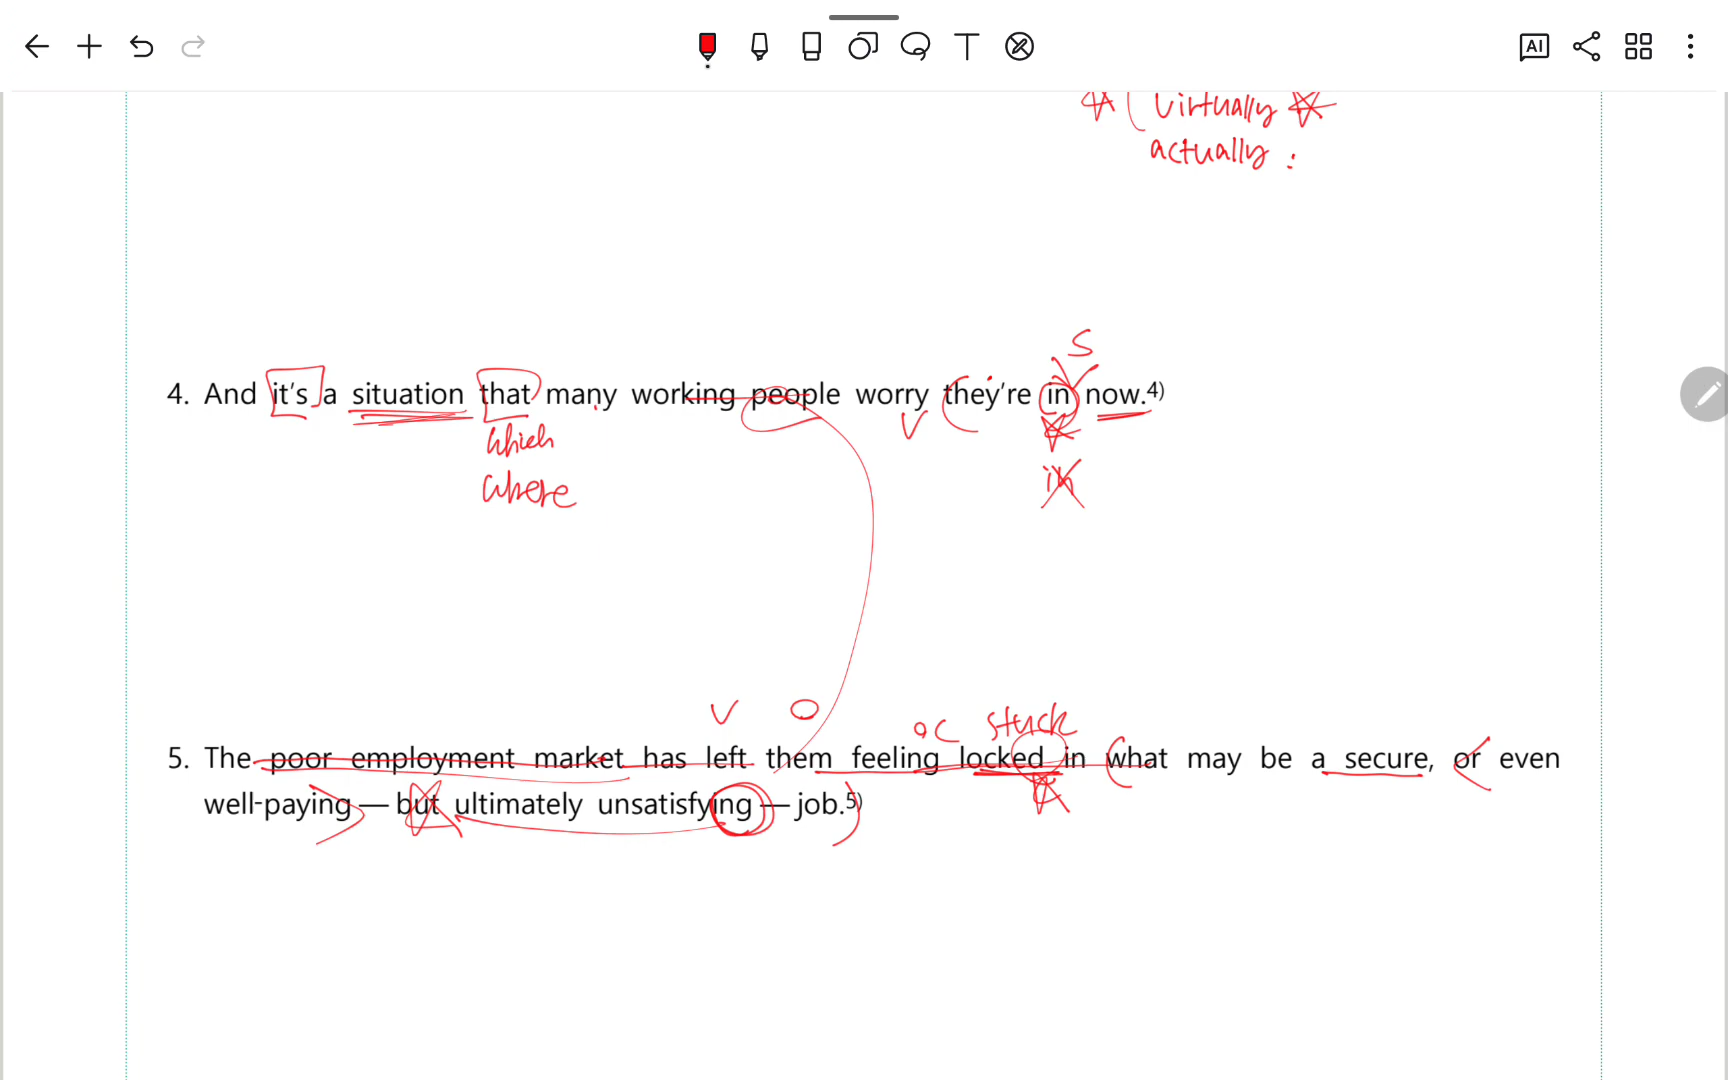 AI
virtually
actually :
S
4. And it's a situation that many working people worry they're in now.4)
V
which
where
in
V O
OC stuck
5. The poor employment market has left them feeling locked in what may be a secure, or even
well-paying — but ultimately unsatisfying — job.5)